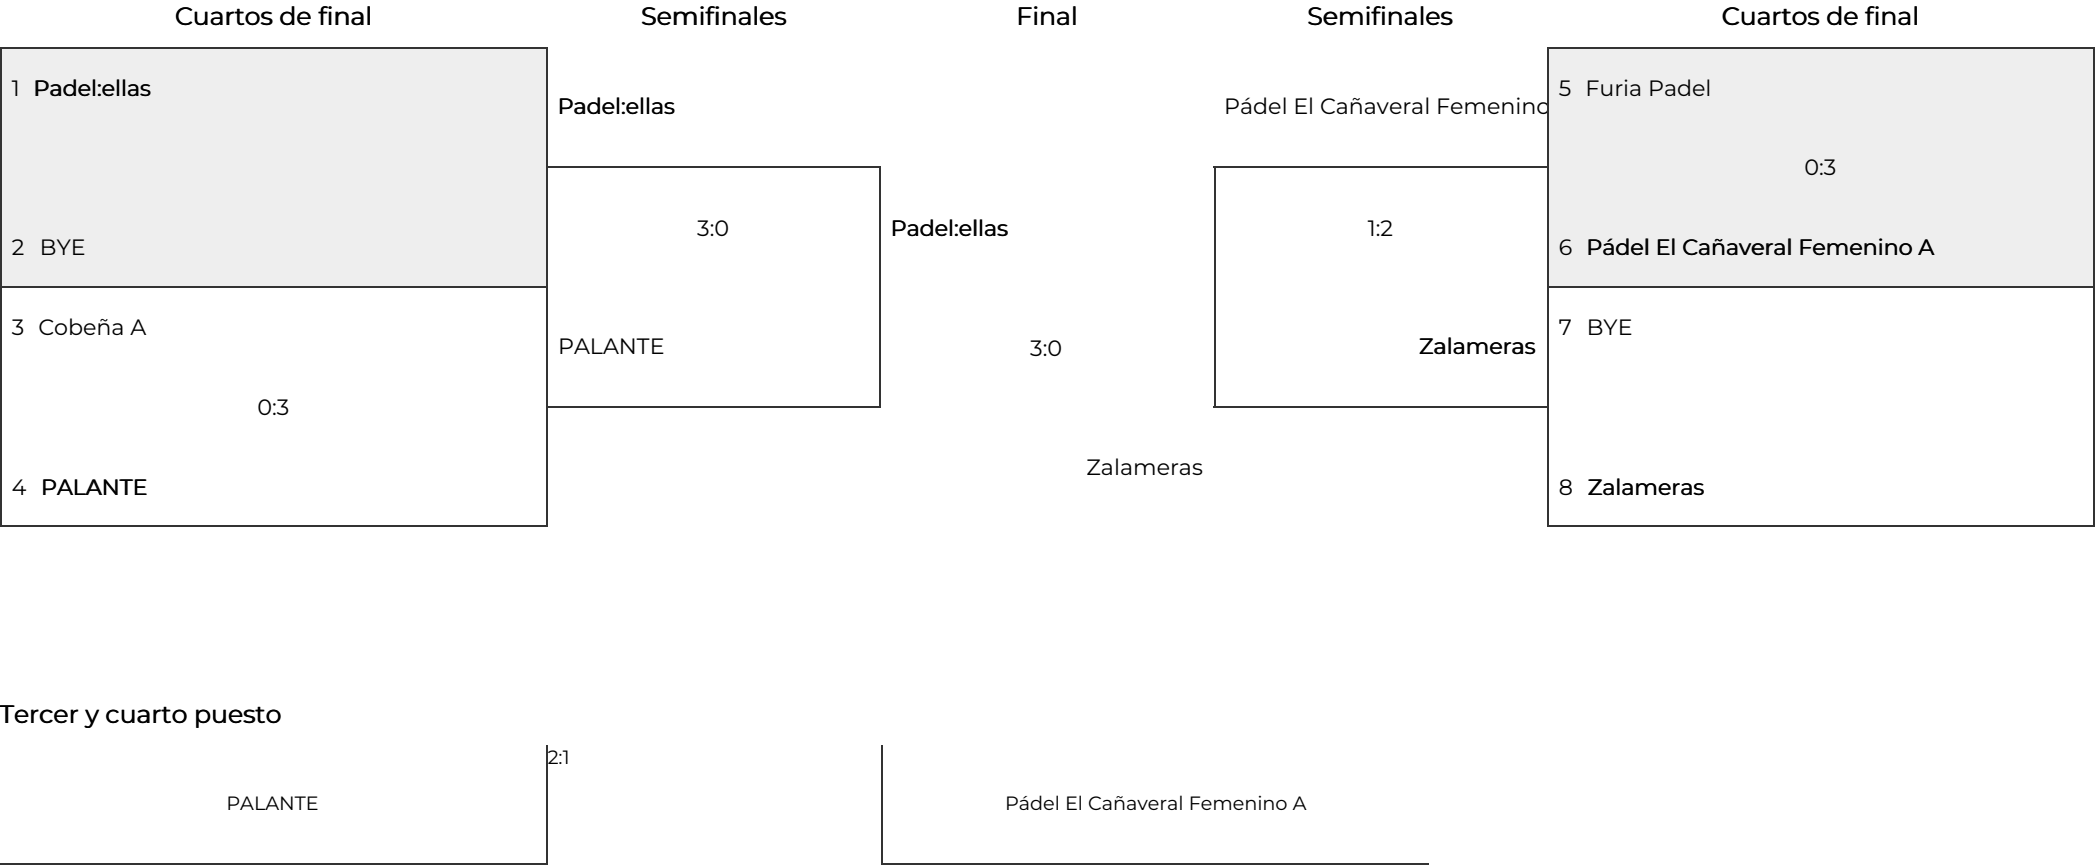 Cuartos de final
Semifinales
Final
Semifinales
Cuartos de final
1 Padel:ellas
2 BYE
3 Cobeña A
0:3
4 PALANTE
Padel:ellas
3:0
PALANTE
Padel:ellas
3:0
Zalameras
Pádel El Cañaveral Femenino
1:2
Zalameras
5 Furia Padel
0:3
6 Pádel El Cañaveral Femenino A
7 BYE
8 Zalameras
Tercer y cuarto puesto
PALANTE
2:1
Pádel El Cañaveral Femenino A